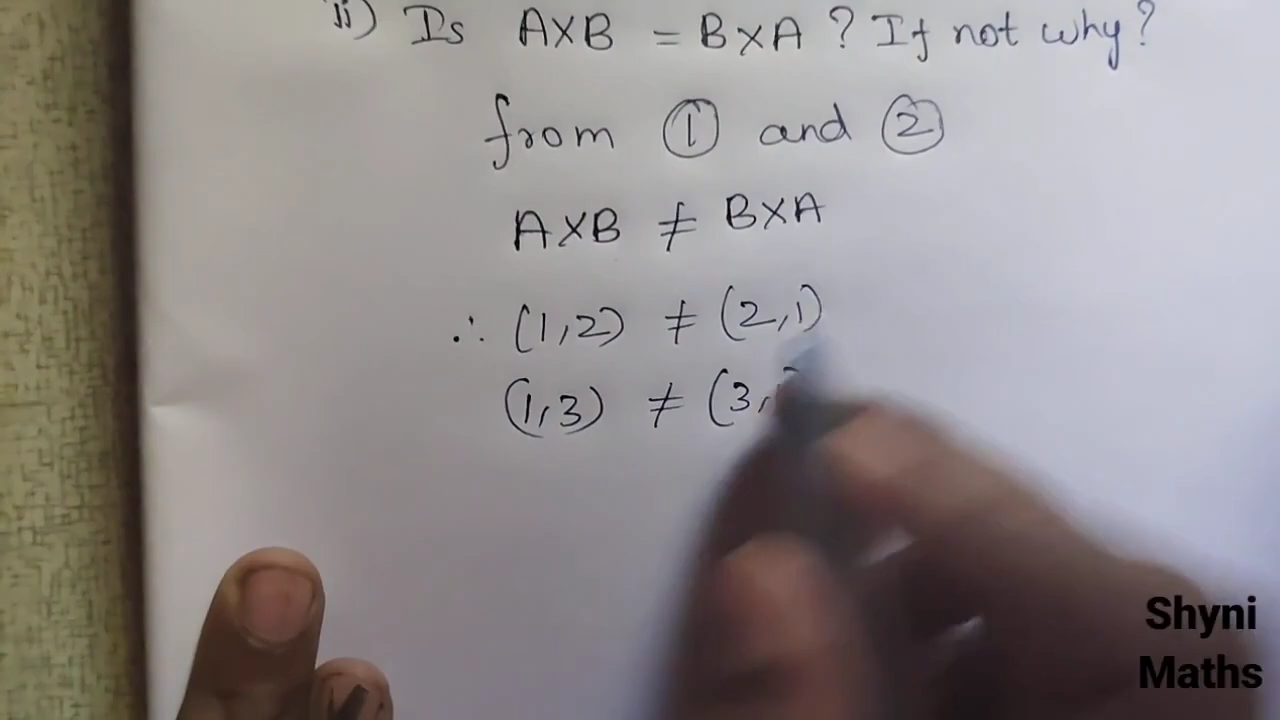 ii) Is A×B = B×A ? If not why?
from ① and ②
A×B ≠ B×A
∴ (1,2) ≠ (2,1)
(1,3) ≠ (3,
Shyni
Maths